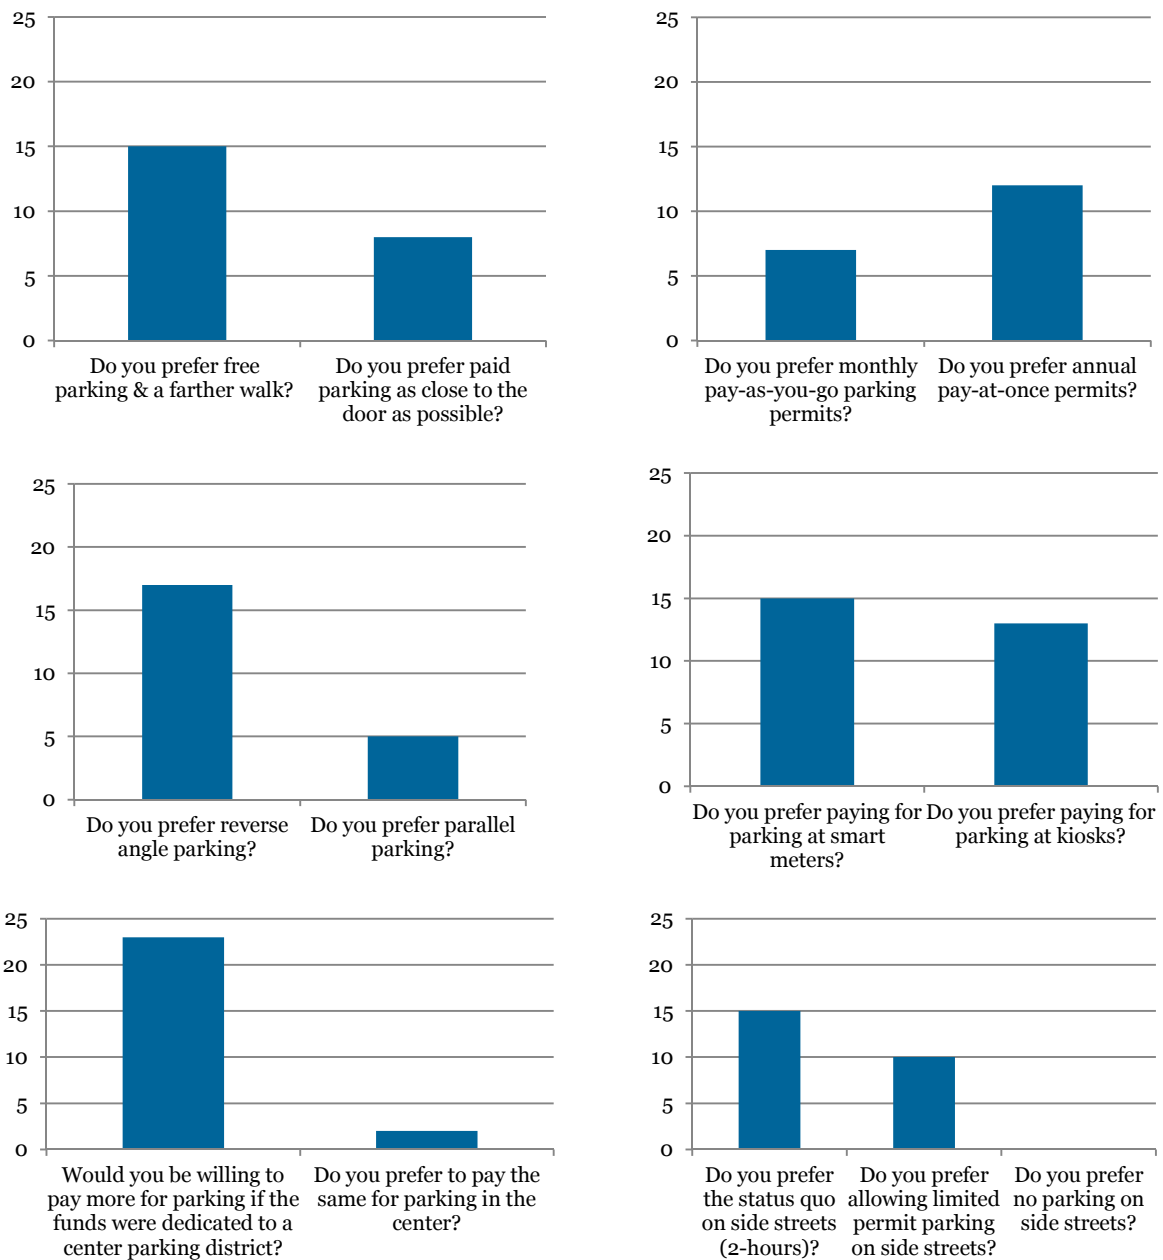 25
20
15
10
5
0
Do you prefer free
parking & a farther walk?
Do you prefer paid
parking as close to the
door as possible?
25
20
15
10
5
0
Do you prefer monthly
pay-as-you-go parking
permits?
Do you prefer annual
pay-at-once permits?
25
20
15
10
5
0
Do you prefer reverse
angle parking?
Do you prefer parallel
parking?
25
20
15
10
5
0
Do you prefer paying for
parking at smart
meters?
Do you prefer paying for
parking at kiosks?
25
20
15
10
5
0
Would you be willing to
pay more for parking if the
funds were dedicated to a
center parking district?
Do you prefer to pay the
same for parking in the
center?
25
20
15
10
5
0
Do you prefer
the status quo
on side streets
(2-hours)?
Do you prefer
allowing limited
permit parking
on side streets?
Do you prefer
no parking on
side streets?